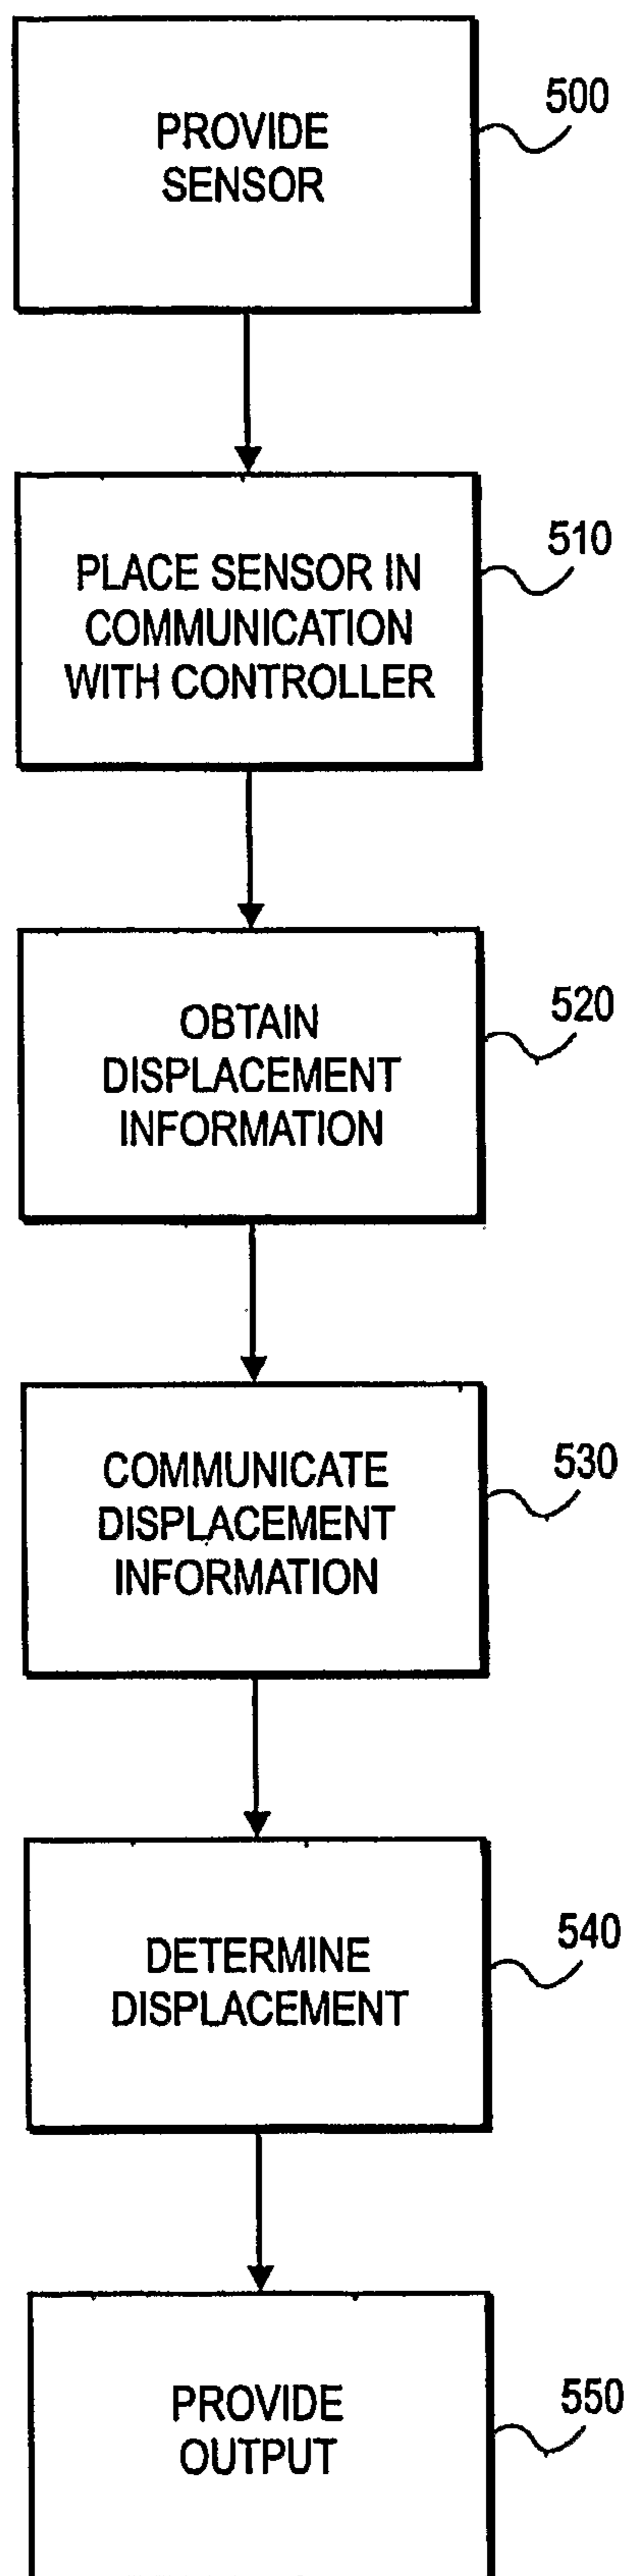 PROVIDE
SENSOR
500
PLACE SENSOR IN
COMMUNICATION
WITH CONTROLLER
510
OBTAIN
DISPLACEMENT
INFORMATION
520
COMMUNICATE
DISPLACEMENT
INFORMATION
530
DETERMINE
DISPLACEMENT
540
PROVIDE
OUTPUT
550